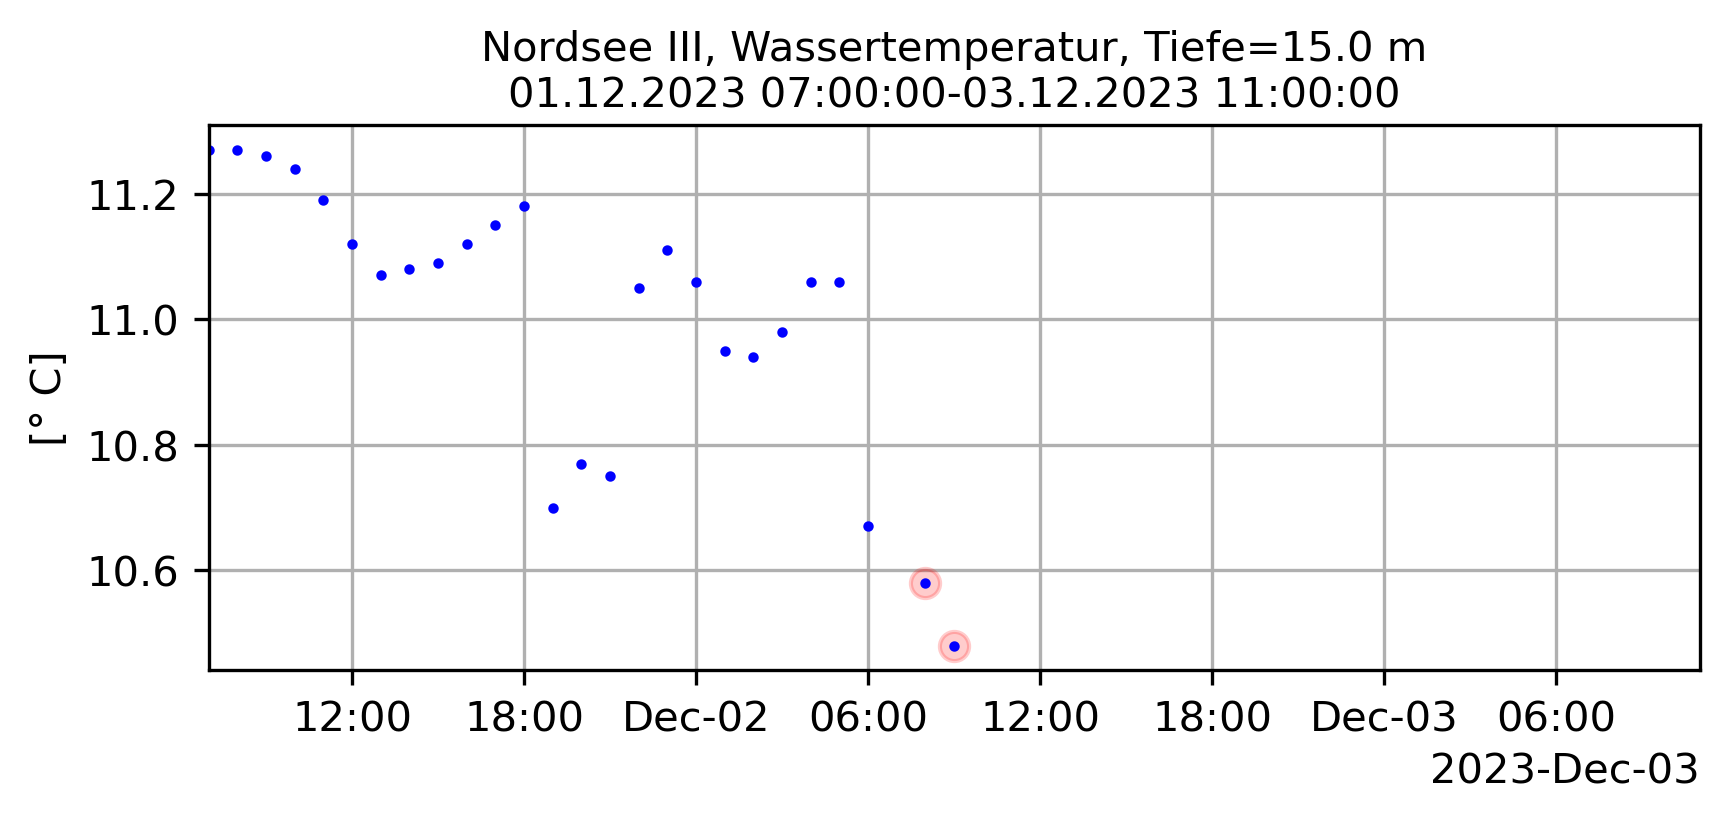 Nordsee III, Wassertemperatur, Tiefe=15.0 m
01.12.2023 07:00:00-03.12.2023 11:00:00
[° C]
11.2
11.0
10.8
10.6
12:00 18:00 Dec-02 06:00 12:00 18:00 Dec-03 06:00
2023-Dec-03